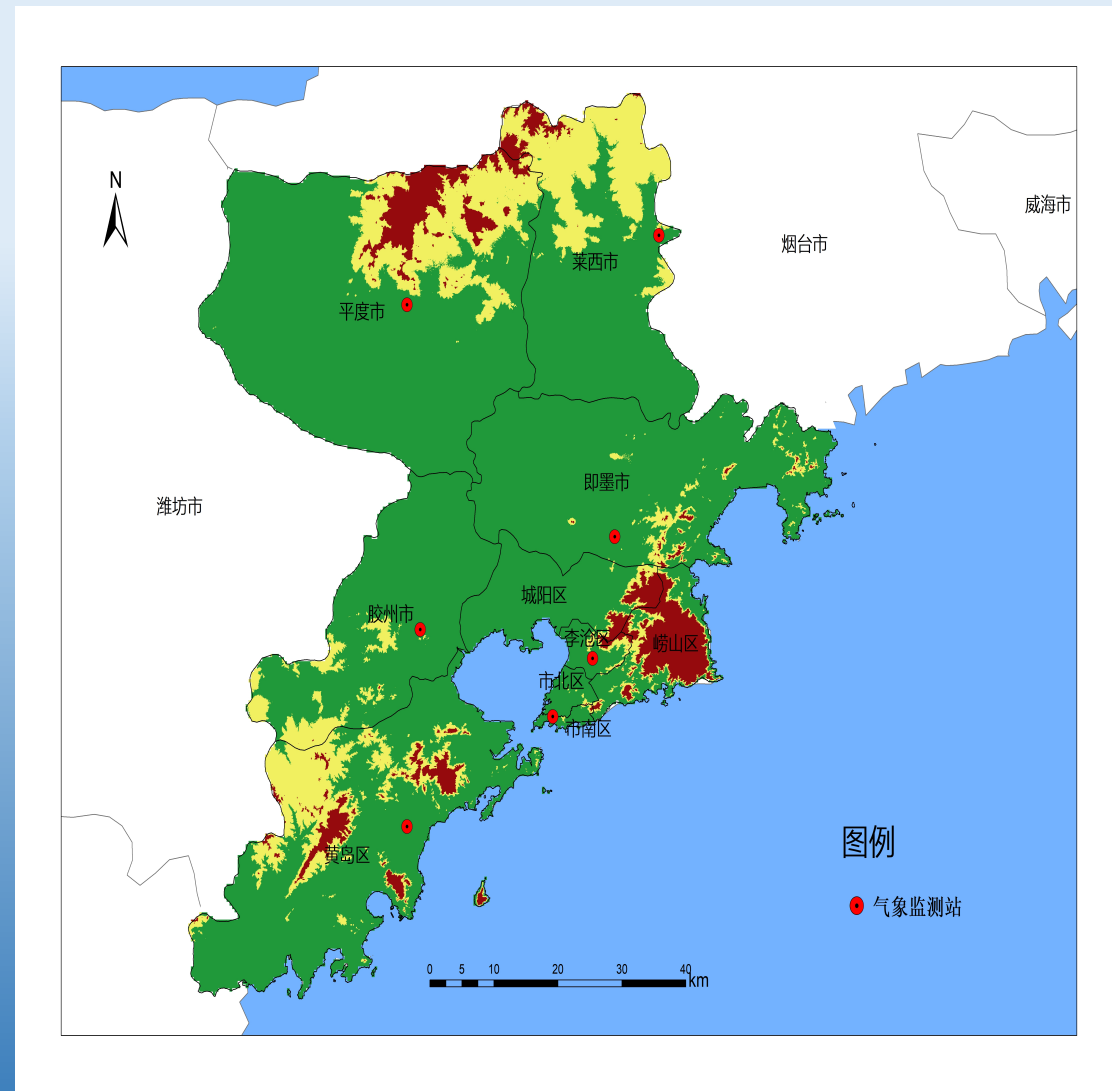 N
威海市
烟台市
莱西市
平度市
即墨市
潍坊市
城阳区
胶州市
李沧区
崂山区
市北区
市南区
图例
黄岛区
气象监测站
0 5 10 20 30 40
km